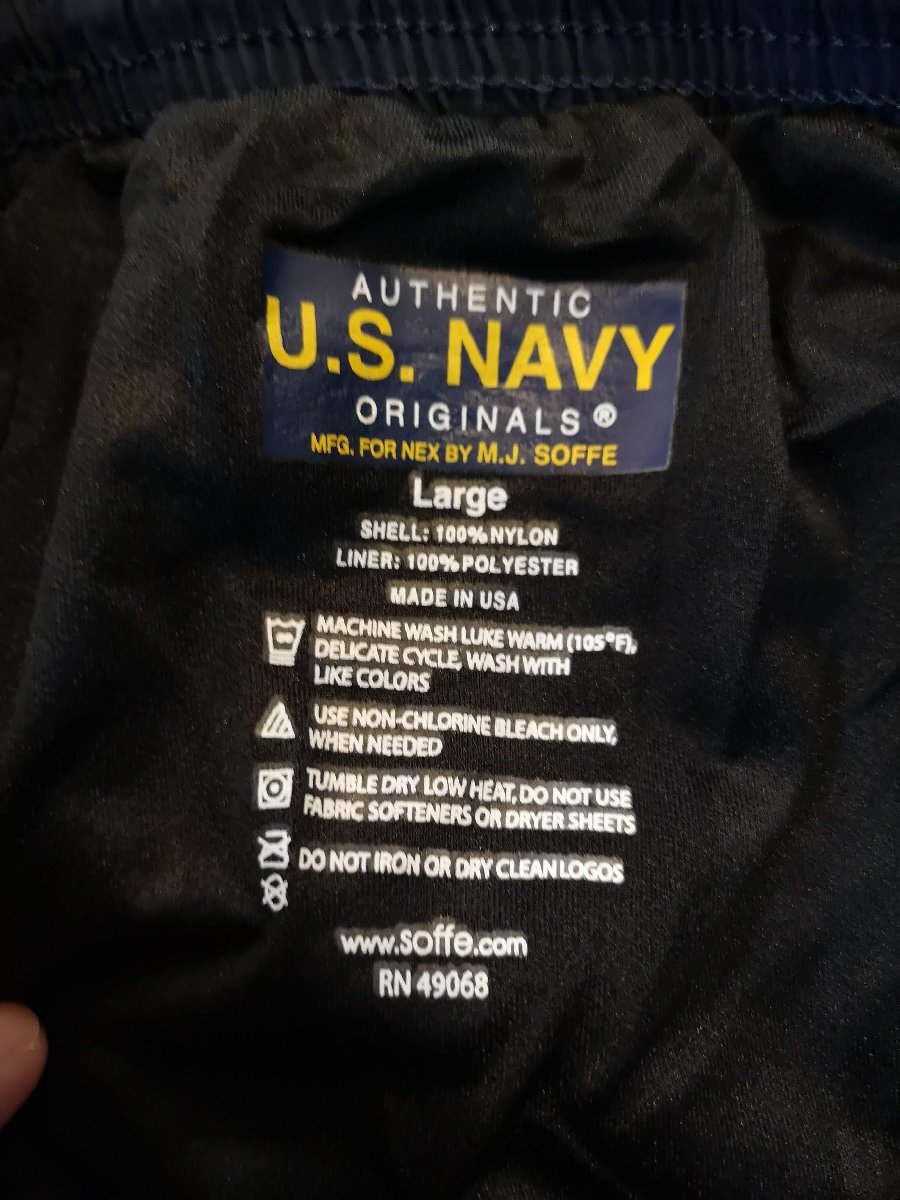 AUTHENTIC
U.S. NAVY
ORIGINALS®
MFG. FOR NEX BY M.J. SOFFE
Large
SHELL: 100% NYLON
LINER: 100% POLYESTER
MADE IN USA
MACHINE WASH LUKE WARM (105°F),
DELICATE CYCLE, WASH WITH
LIKE COLORS
USE NON-CHLORINE BLEACH ONLY,
WHEN NEEDED
TUMBLE DRY LOW HEAT, DO NOT USE
FABRIC SOFTENERS OR DRYER SHEETS
DO NOT IRON OR DRY CLEAN LOGOS
www.soffe.com
RN 49068